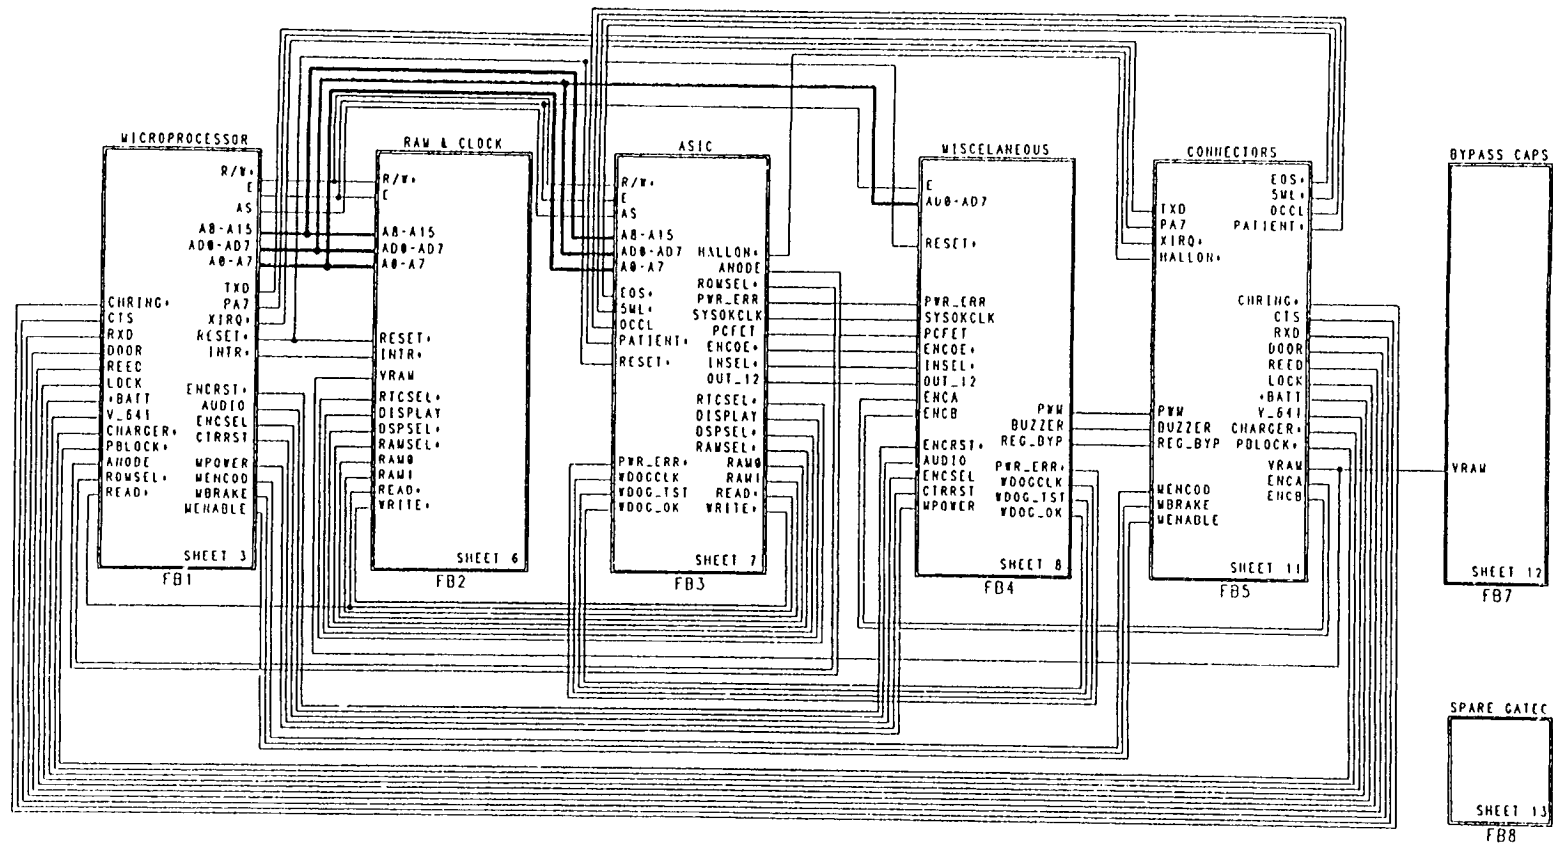 MICROPROCESSOR
R/W*
E
AS
A8-A15
AD0-AD7
A0-A7
TXD
PA7
XIRQ*
RESET*
INTR*
ENCRST*
AUDIO
ENCSEL
CTRRST
MPOWER
MENCOD
MBRAKE
MENABLE
CHRING*
CTS
RXD
DOOR
REEC
LOCK
+BATT
V_641
CHARGER*
PBLOCK*
ANODE
ROMSEL*
READ*
SHEET 3
FB1
RAM & CLOCK
R/W*
E
A8-A15
AD0-AD7
A0-A7
RESET*
INTR*
VRAM
RTCSEL*
DISPLAY
DSPSEL*
RAMSEL*
RAM0
RAM1
READ*
WRITE*
SHEET 6
FB2
ASIC
R/W*
E
AS
A8-A15
AD0-AD7
A0-A7
EOS*
5ML*
OCCL
PATIENT*
RESET*
HALLON*
ANODE
ROMSEL*
PWR_ERR
SYSOKCLK
PCFET
ENCOE*
INSEL*
OUT_12
RTCSEL*
DISPLAY
DSPSEL*
RAMSEL*
RAM0
RAM1
READ*
WRITE*
PWR_ERR*
WDOGCLK
WDOG_TST
WDOG_OK
SHEET 7
FB3
MISCELANEOUS
E
AD0-AD7
RESET*
PWR_ERR
SYSOKCLK
PCFET
ENCOE*
INSEL*
OUT_12
ENCA
ENCB
ENCRST*
AUDIO
ENCSEL
CTRRST
MPOWER
PWM
BUZZER
REG_BYP
PWR_ERR*
WDOGCLK
WDOG_TST
WDOG_OK
SHEET 8
FB4
CONNECTORS
EOS*
5ML*
OCCL
PATIENT*
TXD
PA7
XIRQ*
HALLON*
CHRING*
CTS
RXD
DOOR
REED
LOCK
+BATT
V_641
CHARGER*
PBLOCK*
VRAM
ENCA
ENCB
PWM
BUZZER
REG_BYP
MENCOD
MBRAKE
MENABLE
SHEET 11
FB5
BYPASS CAPS
VRAM
SHEET 12
FB7
SPARE GATEC
SHEET 13
FB8